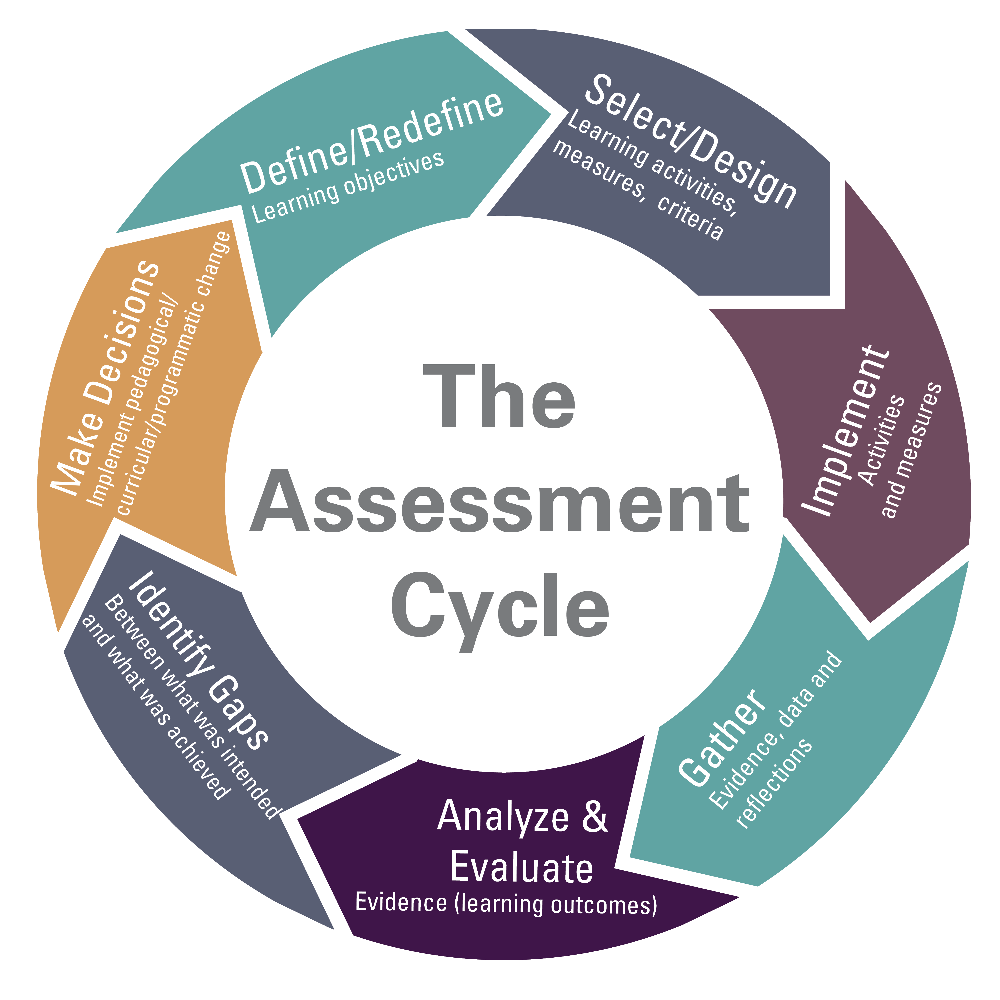 The
Assessment
Cycle
Define/Redefine
Learning objectives
Select/Design
Learning activities,
measures, criteria
Implement
Activities
and measures
Gather
Evidence, data and
reflections
Analyze &
Evaluate
Evidence (learning outcomes)
Identify Gaps
Between what was intended
and what was achieved
Make Decisions
Implement pedagogical/
curricular/programmatic change